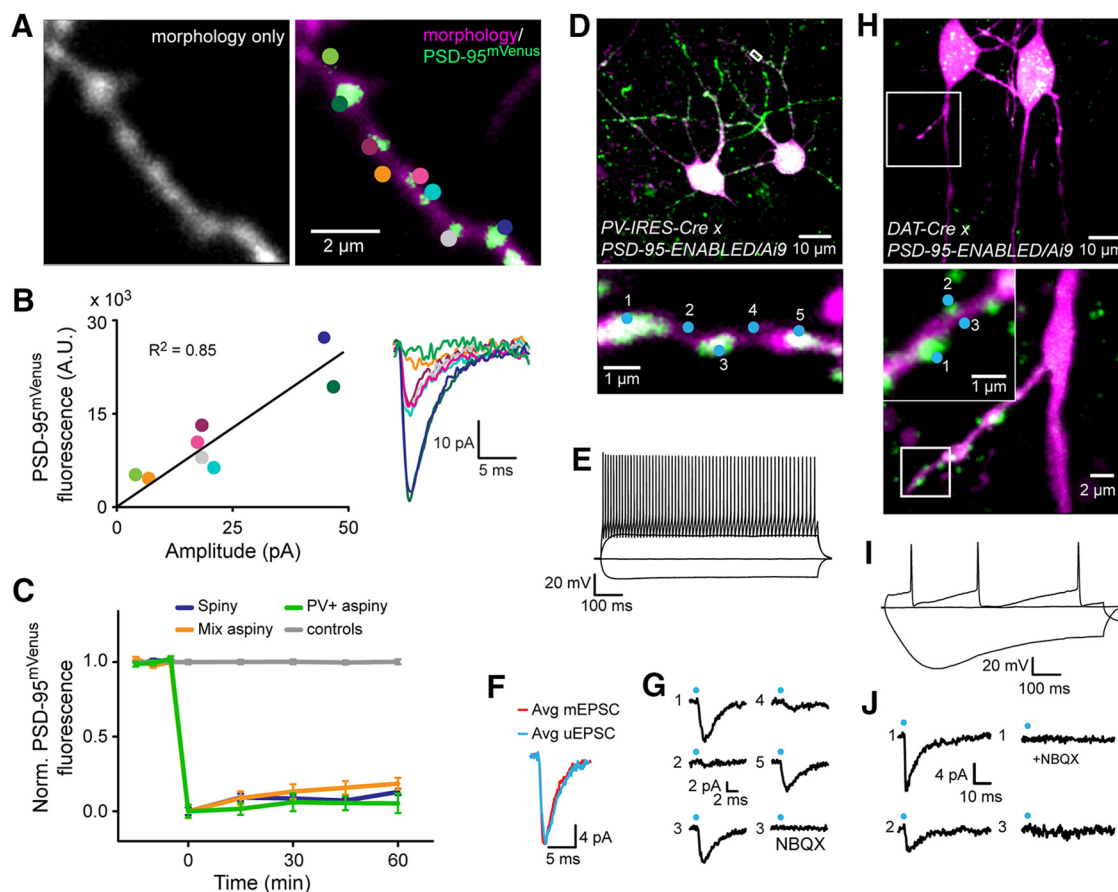 A
morphology only
morphology/
PSD-95mVenus
2 µm
B
x 10³
30
15
0
R² = 0.85
PSD-95mVenus
fluorescence (A.U.)
0 25 50
Amplitude (pA)
10 pA
5 ms
C
Spiny
PV+ aspiny
Mix aspiny
controls
1.0
0.5
0.0
Norm. PSD-95mVenus
fluorescence
0 30 60
Time (min)
D
PV-IRES-Cre x
PSD-95-ENABLED/Ai9
10 µm
1 2 3 4 5
1 µm
E
20 mV
100 ms
F
Avg mEPSC
Avg uEPSC
4 pA
5 ms
G
1
4
2
5
2 pA
2 ms
3
3
NBQX
H
DAT-Cre x
PSD-95-ENABLED/Ai9
10 µm
2
3
1
1 µm
2 µm
I
20 mV
100 ms
J
1
1
+NBQX
4 pA
10 ms
2
3